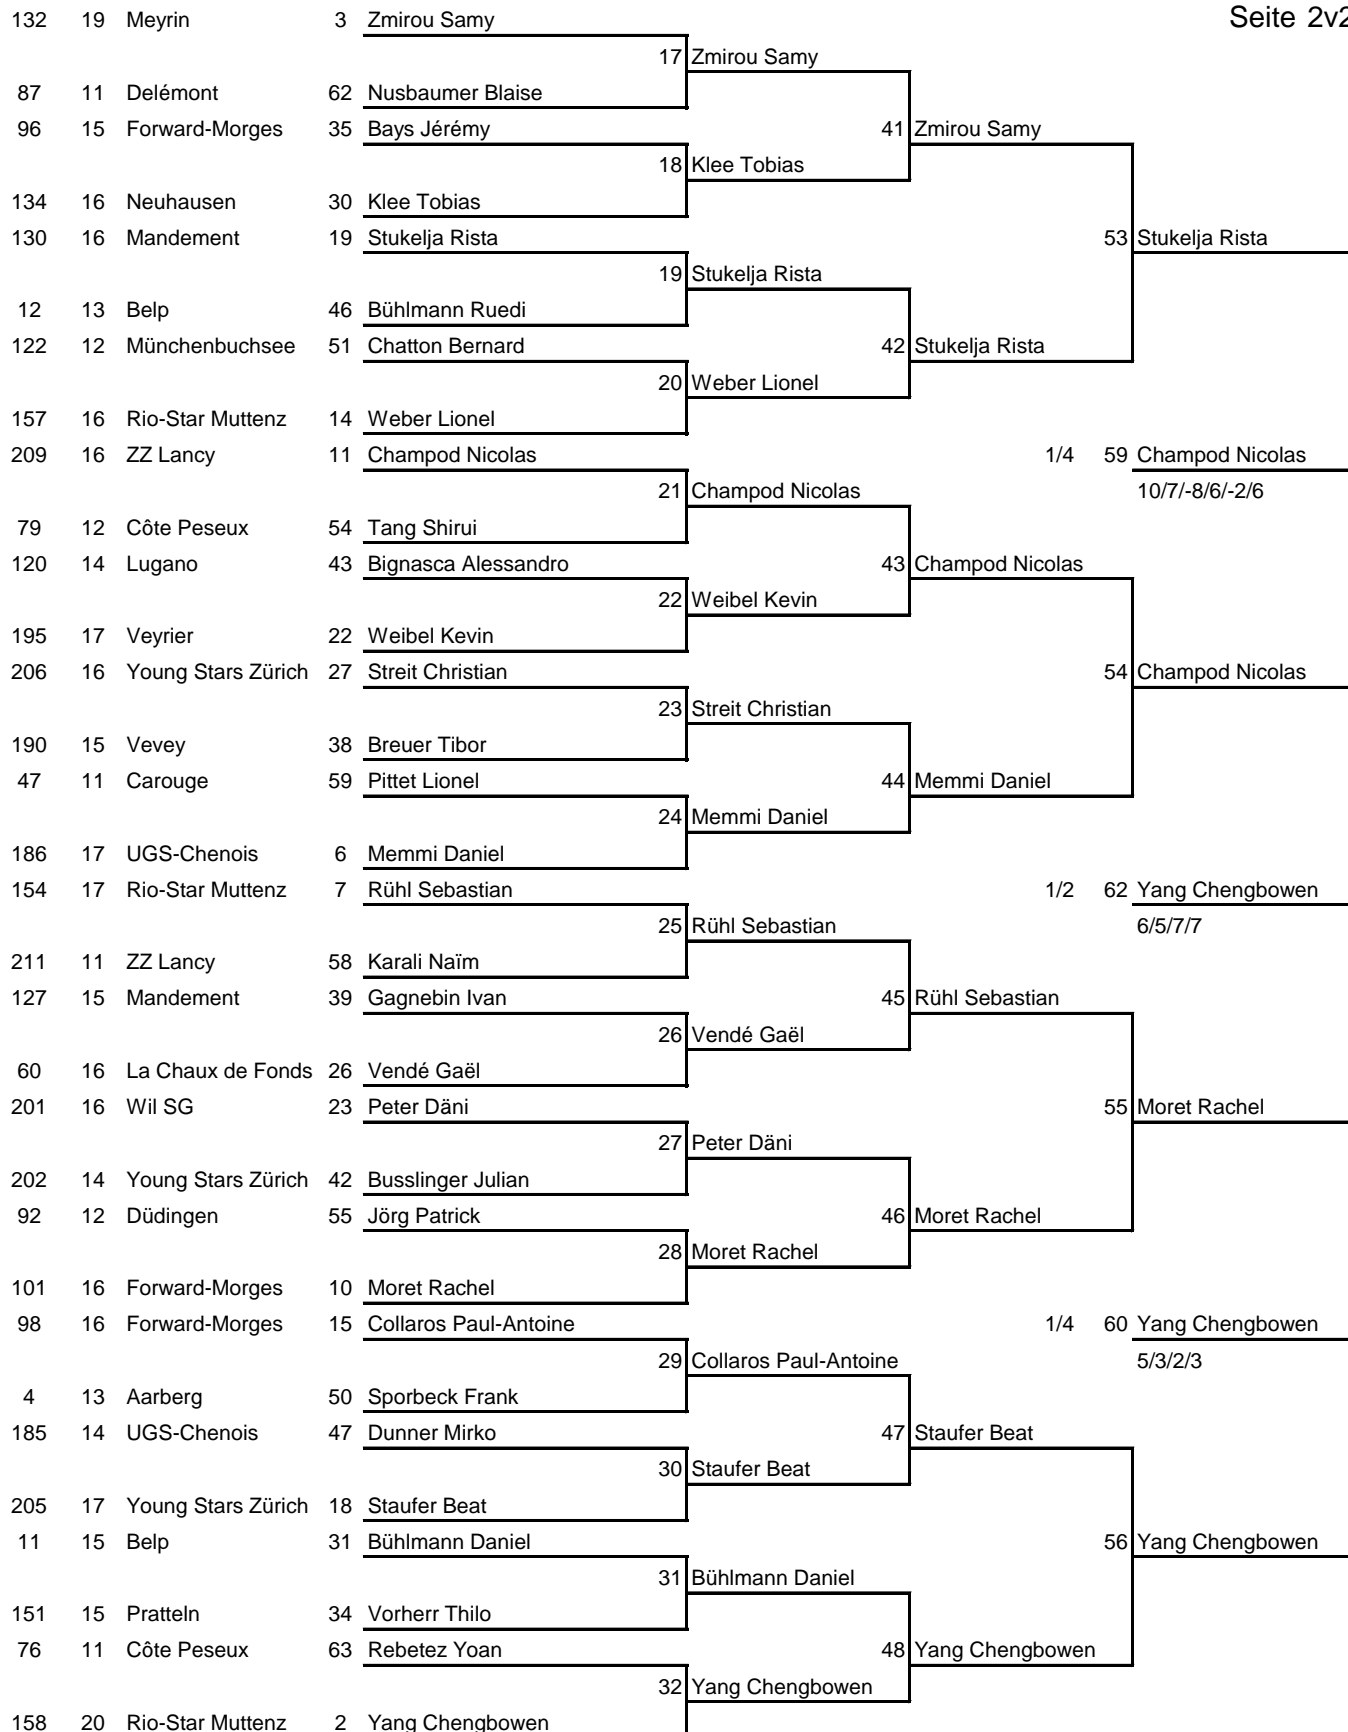 132 19 Meyrin 3 Zmirou Samy Seite 2v2
17 Zmirou Samy
87 11 Delémont 62 Nusbaumer Blaise
96 15 Forward-Morges 35 Bays Jérémy 41 Zmirou Samy
18 Klee Tobias
134 16 Neuhausen 30 Klee Tobias
130 16 Mandement 19 Stukelja Rista 53 Stukelja Rista
19 Stukelja Rista
12 13 Belp 46 Bühlmann Ruedi
122 12 Münchenbuchsee 51 Chatton Bernard 42 Stukelja Rista
20 Weber Lionel
157 16 Rio-Star Muttenz 14 Weber Lionel
209 16 ZZ Lancy 11 Champod Nicolas 1/4 59 Champod Nicolas
21 Champod Nicolas 10/7/-8/6/-2/6
79 12 Côte Peseux 54 Tang Shirui
120 14 Lugano 43 Bignasca Alessandro 43 Champod Nicolas
22 Weibel Kevin
195 17 Veyrier 22 Weibel Kevin
206 16 Young Stars Zürich 27 Streit Christian 54 Champod Nicolas
23 Streit Christian
190 15 Vevey 38 Breuer Tibor
47 11 Carouge 59 Pittet Lionel 44 Memmi Daniel
24 Memmi Daniel
186 17 UGS-Chenois 6 Memmi Daniel
154 17 Rio-Star Muttenz 7 Rühl Sebastian 1/2 62 Yang Chengbowen
25 Rühl Sebastian 6/5/7/7
211 11 ZZ Lancy 58 Karali Naïm
127 15 Mandement 39 Gagnebin Ivan 45 Rühl Sebastian
26 Vendé Gaël
60 16 La Chaux de Fonds 26 Vendé Gaël
201 16 Wil SG 23 Peter Däni 55 Moret Rachel
27 Peter Däni
202 14 Young Stars Zürich 42 Busslinger Julian
92 12 Düdingen 55 Jörg Patrick 46 Moret Rachel
28 Moret Rachel
101 16 Forward-Morges 10 Moret Rachel
98 16 Forward-Morges 15 Collaros Paul-Antoine 1/4 60 Yang Chengbowen
29 Collaros Paul-Antoine 5/3/2/3
4 13 Aarberg 50 Sporbeck Frank
185 14 UGS-Chenois 47 Dunner Mirko 47 Staufer Beat
30 Staufer Beat
205 17 Young Stars Zürich 18 Staufer Beat
11 15 Belp 31 Bühlmann Daniel 56 Yang Chengbowen
31 Bühlmann Daniel
151 15 Pratteln 34 Vorherr Thilo
76 11 Côte Peseux 63 Rebetez Yoan 48 Yang Chengbowen
32 Yang Chengbowen
158 20 Rio-Star Muttenz 2 Yang Chengbowen